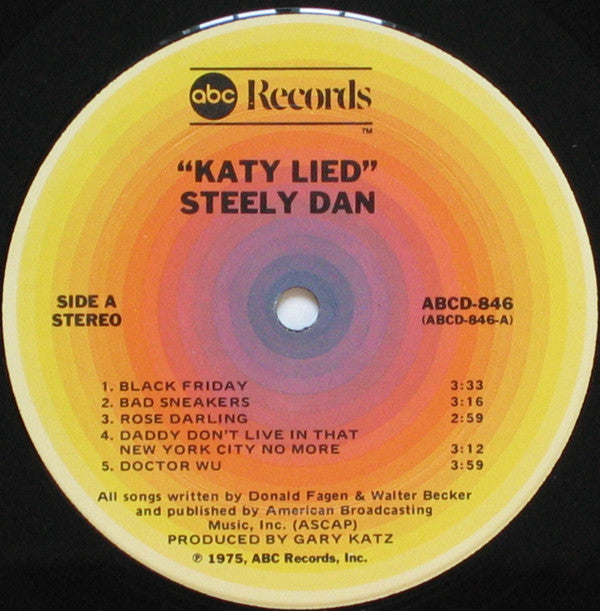 abc Records
™
“KATY LIED”
STEELY DAN
SIDE A
STEREO
ABCD-846
(ABCD-846-A)
1. BLACK FRIDAY 3:33
2. BAD SNEAKERS 3:16
3. ROSE DARLING 2:59
4. DADDY DON'T LIVE IN THAT
NEW YORK CITY NO MORE 3:12
5. DOCTOR WU 3:59
All songs written by Donald Fagen & Walter Becker
and published by American Broadcasting
Music, Inc. (ASCAP)
PRODUCED BY GARY KATZ
℗ 1975, ABC Records, Inc.